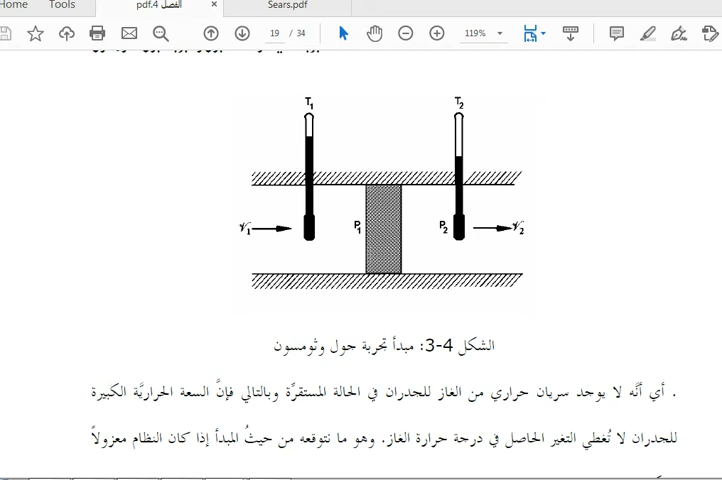 Home Tools الفصل 4.pdf × Sears.pdf
19 / 34 119%
T1 T2
𝒱1 P1 P2 𝒱2
الشكل 4-3: مبدأ تجربة جول وثومسون
. أي أنَّه لا يوجد سريان حراري من الغاز للجدران في الحالة المستقرِّة وبالتالي فإنَّ السعة الحراريَّة الكبيرة
للجدران لا تُغطي التغير الحاصل في درجة حرارة الغاز. وهو ما نتوقعه من حيثُ المبدأ إذا كان النظام معزولاً